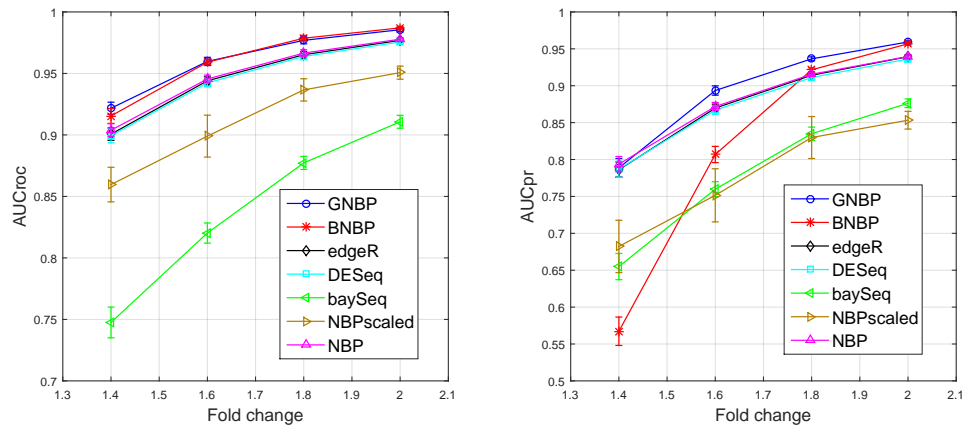 1
0.95
0.9
0.85
0.8
0.75
0.7
AUCroc
1.3
1.4
1.5
1.6
1.7
1.8
1.9
2
2.1
Fold change
GNBP
BNBP
edgeR
DESeq
baySeq
NBPscaled
NBP
1
0.95
0.9
0.85
0.8
0.75
0.7
0.65
0.6
0.55
0.5
AUCpr
1.3
1.4
1.5
1.6
1.7
1.8
1.9
2
2.1
Fold change
GNBP
BNBP
edgeR
DESeq
baySeq
NBPscaled
NBP